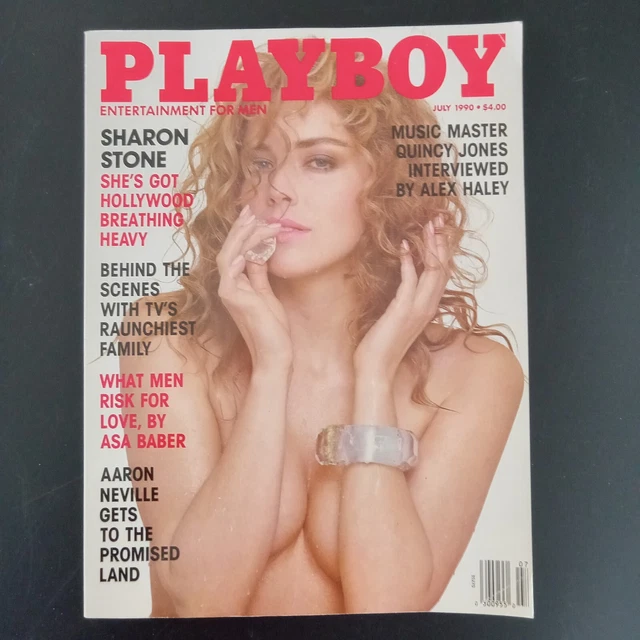 PLAYBOY
ENTERTAINMENT FOR MEN
JULY 1990 • $4.00
SHARON
STONE
SHE'S GOT
HOLLYWOOD
BREATHING
HEAVY
BEHIND THE
SCENES
WITH TV'S
RAUNCHIEST
FAMILY
WHAT MEN
RISK FOR
LOVE, BY
ASA BABER
AARON
NEVILLE
GETS
TO THE
PROMISED
LAND
MUSIC MASTER
QUINCY JONES
INTERVIEWED
BY ALEX HALEY
07